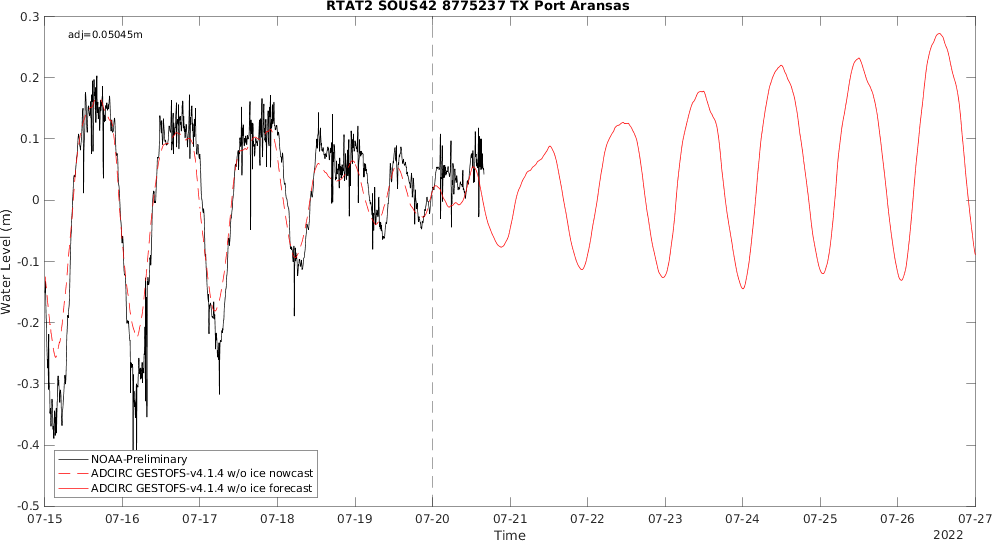 RTAT2 SOUS42 8775237 TX Port Aransas
adj=0.05045m
0.3
0.2
0.1
0
-0.1
-0.2
-0.3
-0.4
-0.5
Water Level (m)
NOAA-Preliminary
ADCIRC GESTOFS-v4.1.4 w/o ice nowcast
ADCIRC GESTOFS-v4.1.4 w/o ice forecast
07-15 07-16 07-17 07-18 07-19 07-20 07-21 07-22 07-23 07-24 07-25 07-26 07-27
Time
2022